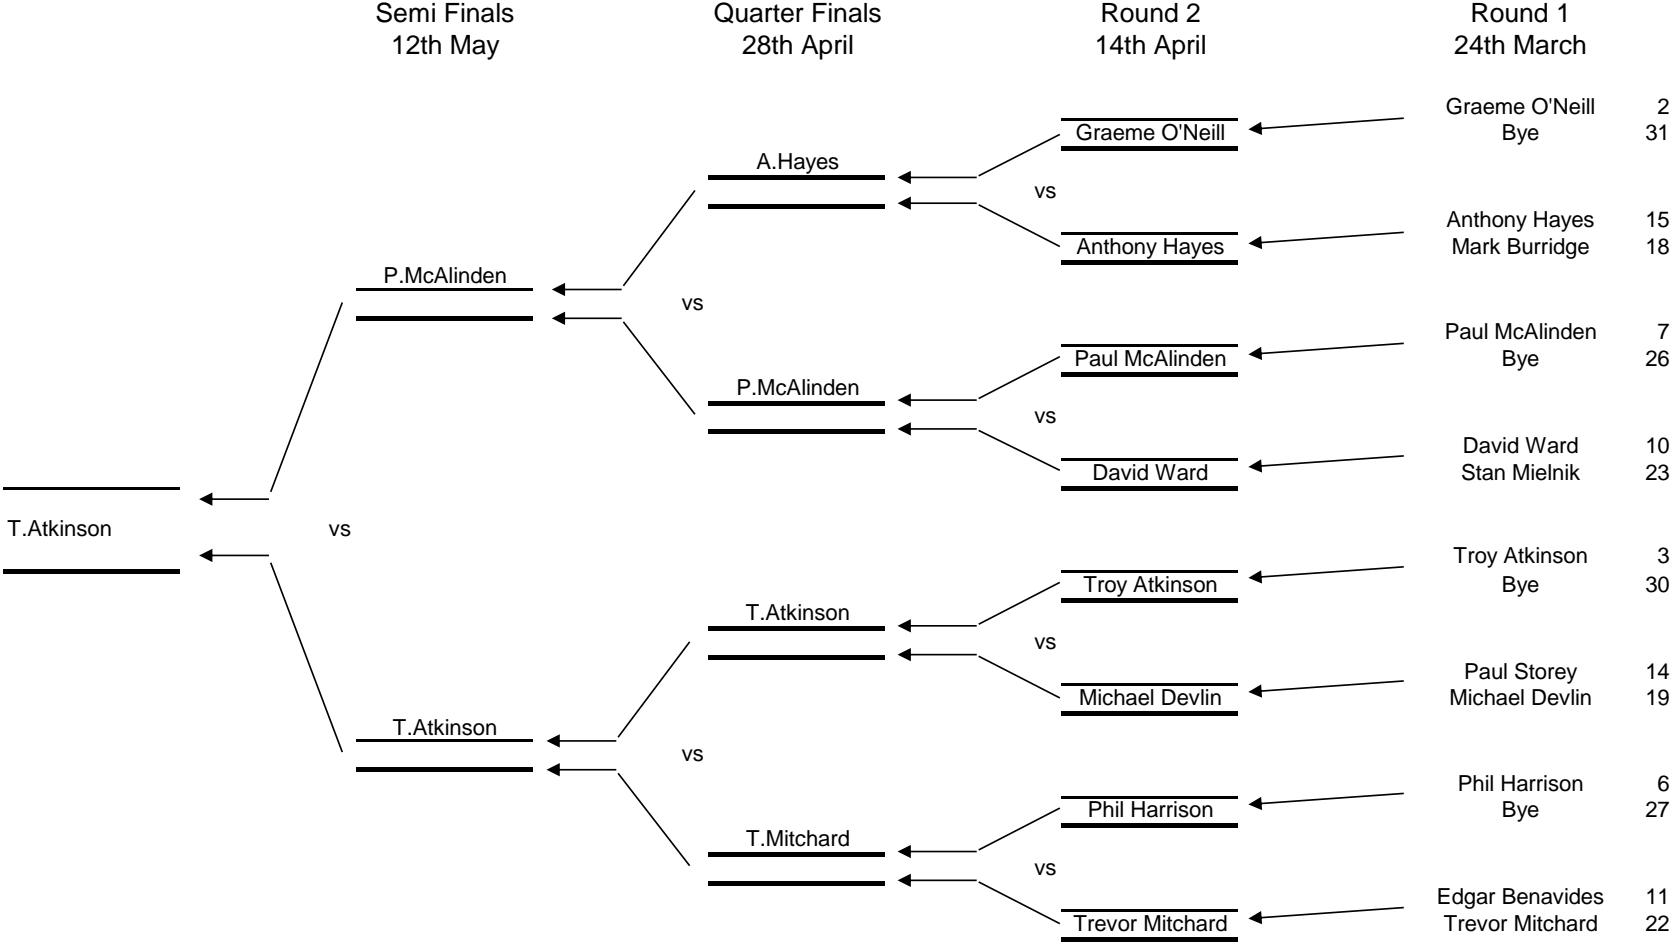 Semi Finals
12th May
Quarter Finals
28th April
Round 2
14th April
Round 1
24th March
Graeme O'Neill 2
Bye 31
Graeme O'Neill
A.Hayes
vs
Anthony Hayes 15
Mark Burridge 18
Anthony Hayes
P.McAlinden
vs
Paul McAlinden 7
Bye 26
Paul McAlinden
P.McAlinden
vs
David Ward 10
Stan Mielnik 23
David Ward
T.Atkinson
vs
Troy Atkinson 3
Bye 30
Troy Atkinson
T.Atkinson
vs
Paul Storey 14
Michael Devlin 19
Michael Devlin
T.Atkinson
vs
Phil Harrison 6
Bye 27
Phil Harrison
T.Mitchard
vs
Edgar Benavides 11
Trevor Mitchard 22
Trevor Mitchard